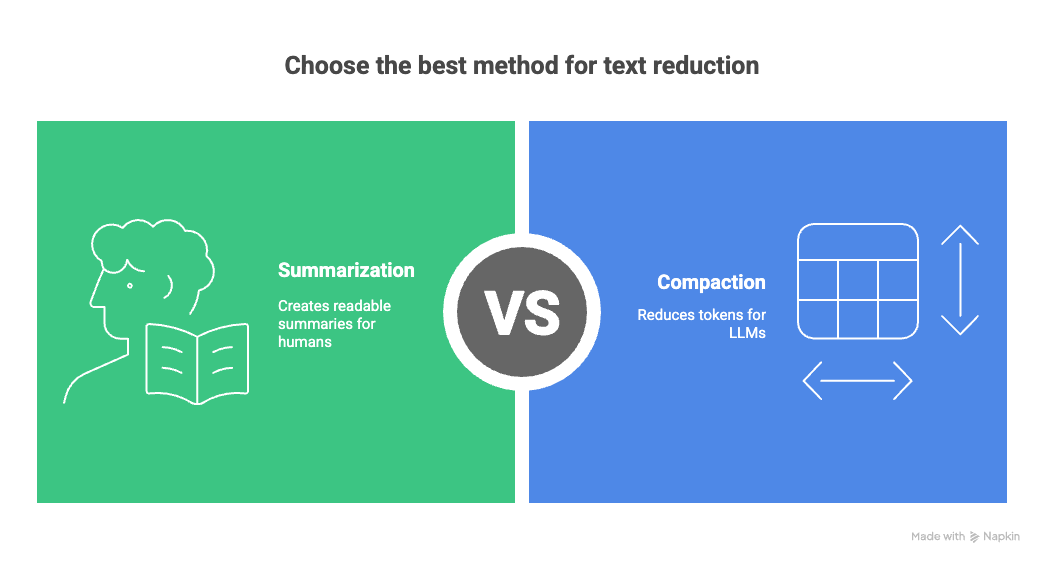 Choose the best method for text reduction
Summarization
Creates readable
summaries for
humans
VS
Compaction
Reduces tokens for
LLMs
Made with Napkin